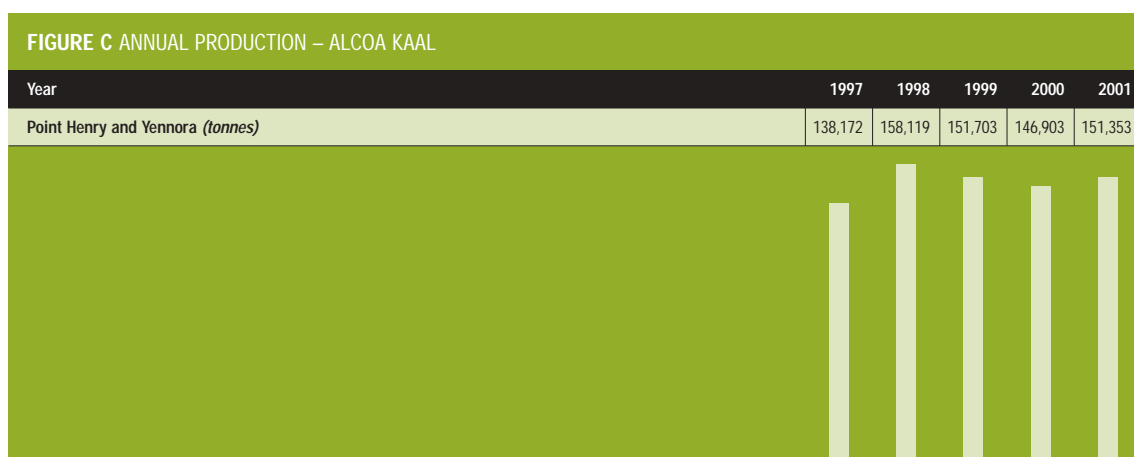 FIGURE C ANNUAL PRODUCTION – ALCOA KAAL
Year 1997 1998 1999 2000 2001
Point Henry and Yennora (tonnes) 138,172 158,119 151,703 146,903 151,353